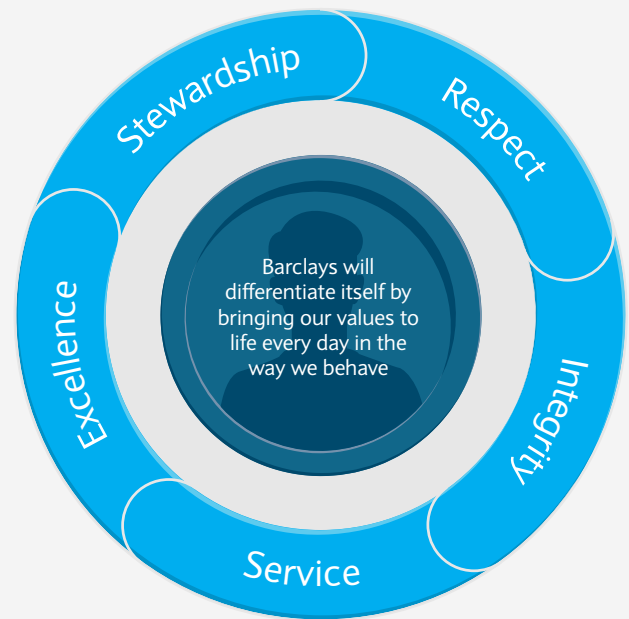 Stewardship
Respect
Integrity
Service
Excellence
Barclays will
differentiate itself by
bringing our values to
life every day in the
way we behave